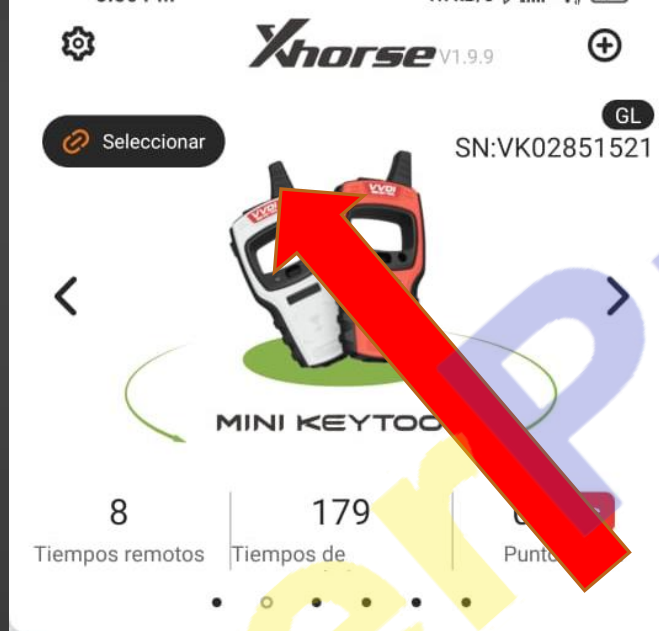 Xhorse V1.9.9
GL
Seleccionar
SN:VK02851521
VVDI
VVDI
MINI KEYTOO
8
179
Tiempos remotos
Tiempos de
Punto